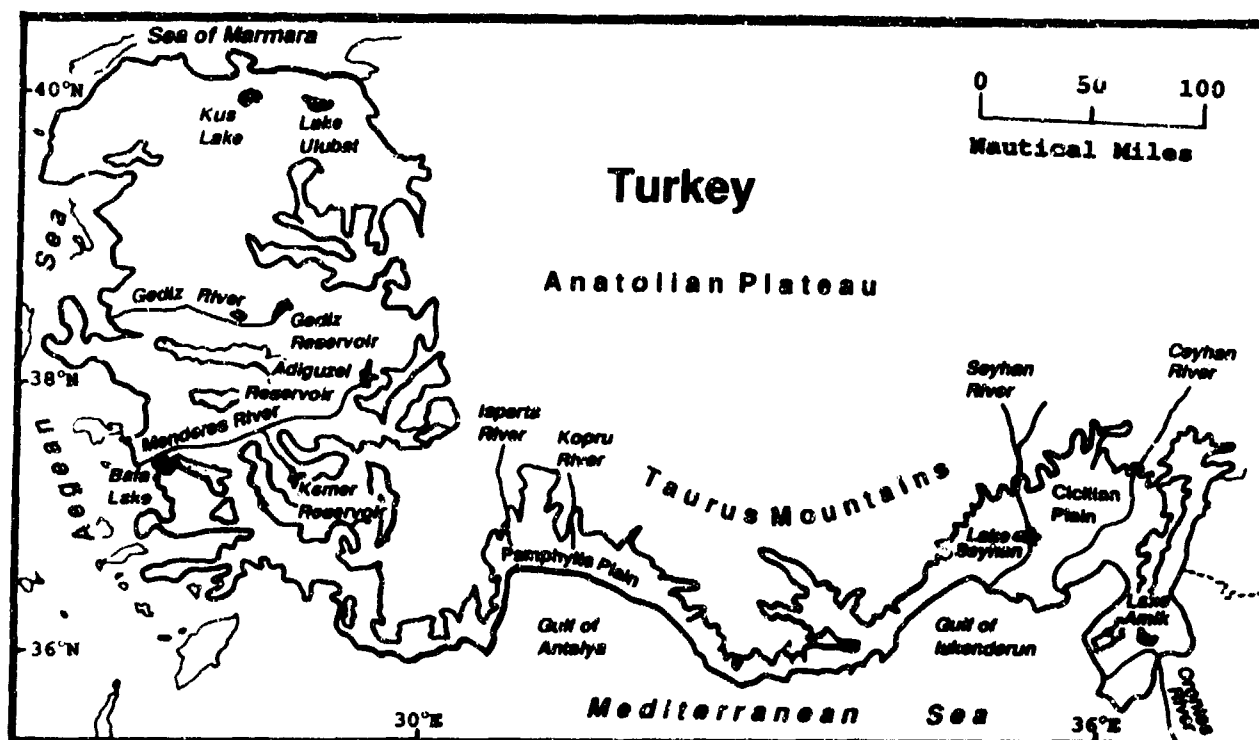 Sea of Marmara
40°N
0 50 100
Nautical Miles
Kus
Lake
Lake
Ulubat
Turkey
Anatolian Plateau
Aegean Sea
Gediz River
Gediz
Reservoir
Adiguzel
Reservoir
38°N
Menderes River
Bafa
Lake
Kemer
Reservoir
Isparta
River
Kopru
River
Taurus Mountains
Seyhan
River
Ceyhan
River
Cicilian
Plain
Lake
Seyhun
Pamphylia Plain
Lake
Amik
Gulf of
Antalya
Gulf of
Iskenderun
36°N
Mediterranean Sea
30°E
36°E
Orontes
River